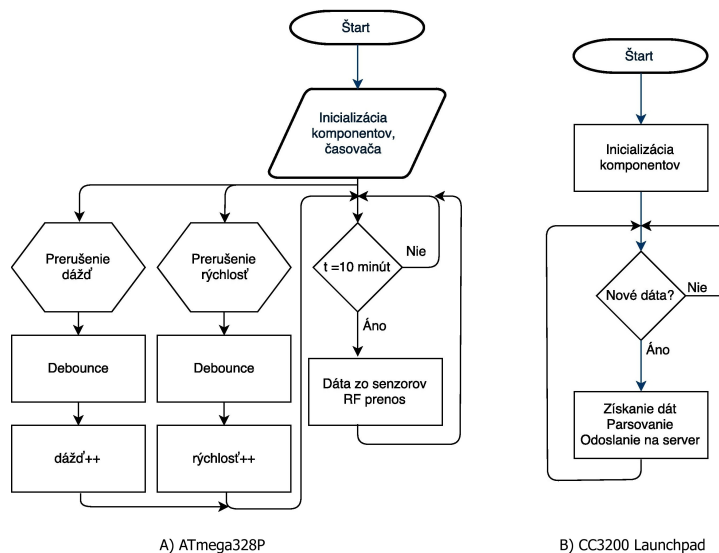 Štart
Inicializácia
komponentov,
časovača
Prerušenie
dážď
Debounce
dážď++
Prerušenie
rýchlosť
Debounce
rýchlosť++
t =10 minút
Nie
Áno
Dáta zo senzorov
RF prenos
A) ATmega328P
Štart
Inicializácia
komponentov
Nové dáta?
Nie
Áno
Získanie dát
Parsovanie
Odoslanie na server
B) CC3200 Launchpad